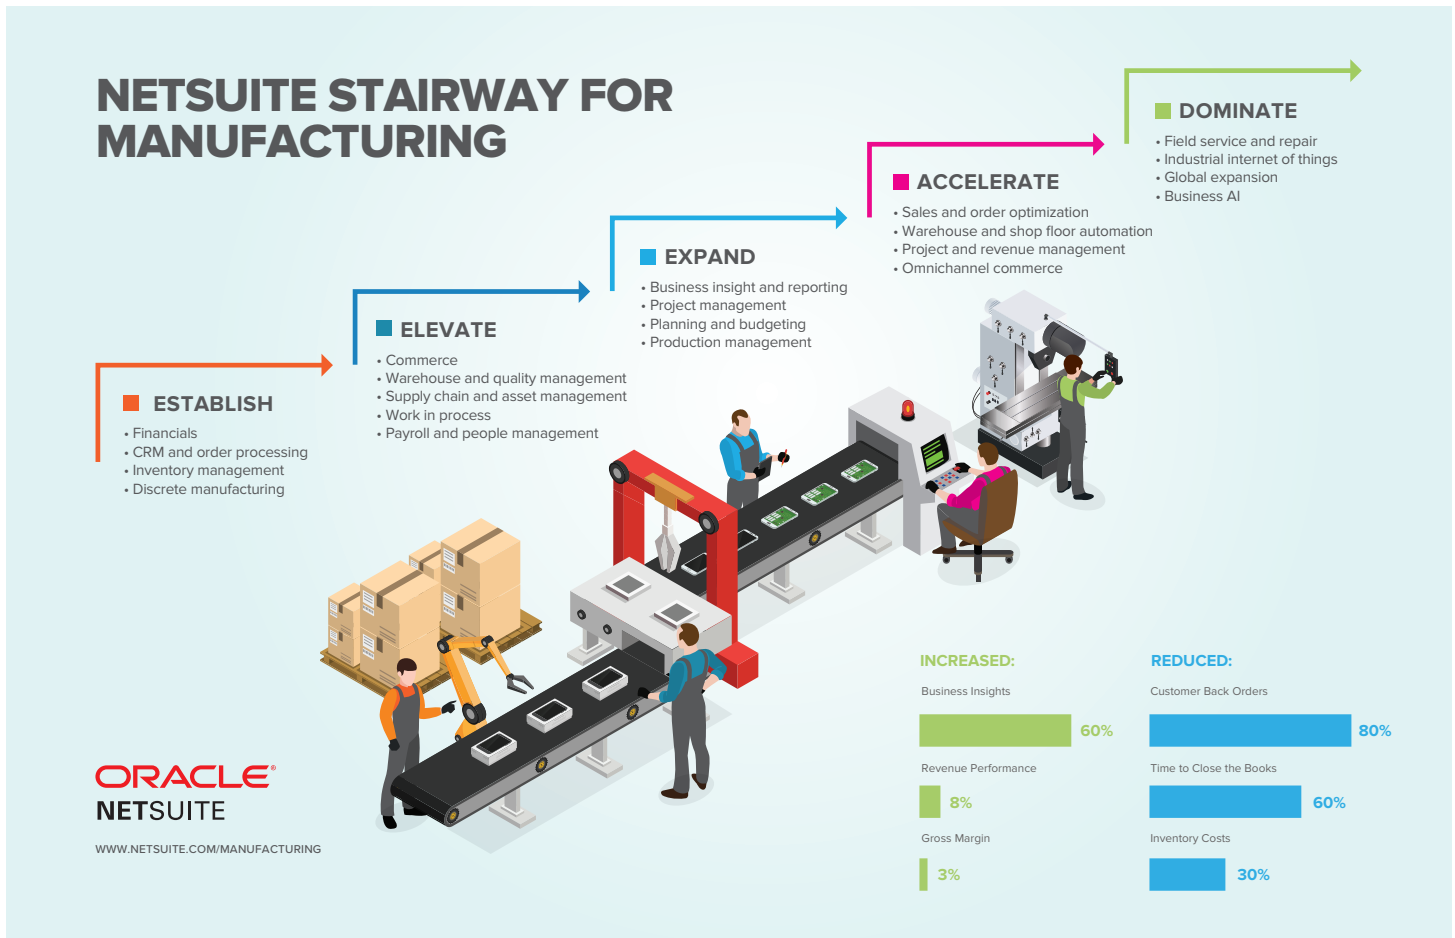 NETSUITE STAIRWAY FOR
MANUFACTURING
ESTABLISH
• Financials
• CRM and order processing
• Inventory management
• Discrete manufacturing
ELEVATE
• Commerce
• Warehouse and quality management
• Supply chain and asset management
• Work in process
• Payroll and people management
EXPAND
• Business insight and reporting
• Project management
• Planning and budgeting
• Production management
ACCELERATE
• Sales and order optimization
• Warehouse and shop floor automation
• Project and revenue management
• Omnichannel commerce
DOMINATE
• Field service and repair
• Industrial internet of things
• Global expansion
• Business AI
INCREASED:
Business Insights
60%
Revenue Performance
8%
Gross Margin
3%
REDUCED:
Customer Back Orders
80%
Time to Close the Books
60%
Inventory Costs
30%
ORACLE®
NETSUITE
WWW.NETSUITE.COM/MANUFACTURING